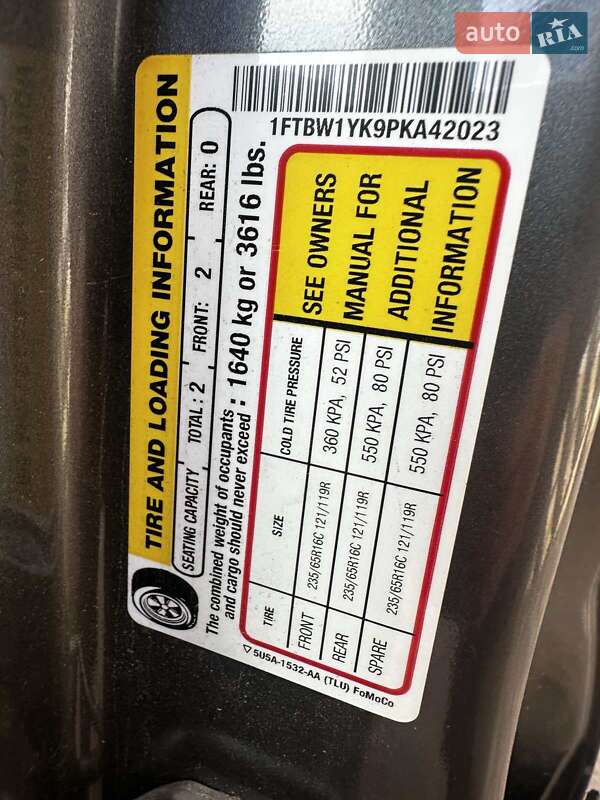 auto RIA.com
1FTBW1YK9PKA42023
TIRE AND LOADING INFORMATION
SEATING CAPACITY TOTAL : 2 FRONT: 2 REAR: 0
The combined weight of occupants
and cargo should never exceed : 1640 kg or 3616 lbs.
TIRE SIZE COLD TIRE PRESSURE
FRONT 235/65R16C 121/119R 360 KPA, 52 PSI
REAR 235/65R16C 121/119R 550 KPA, 80 PSI
SPARE 235/65R16C 121/119R 550 KPA, 80 PSI
SEE OWNERS
MANUAL FOR
ADDITIONAL
INFORMATION
5USA-1532-AA (TLU) FoMoCo